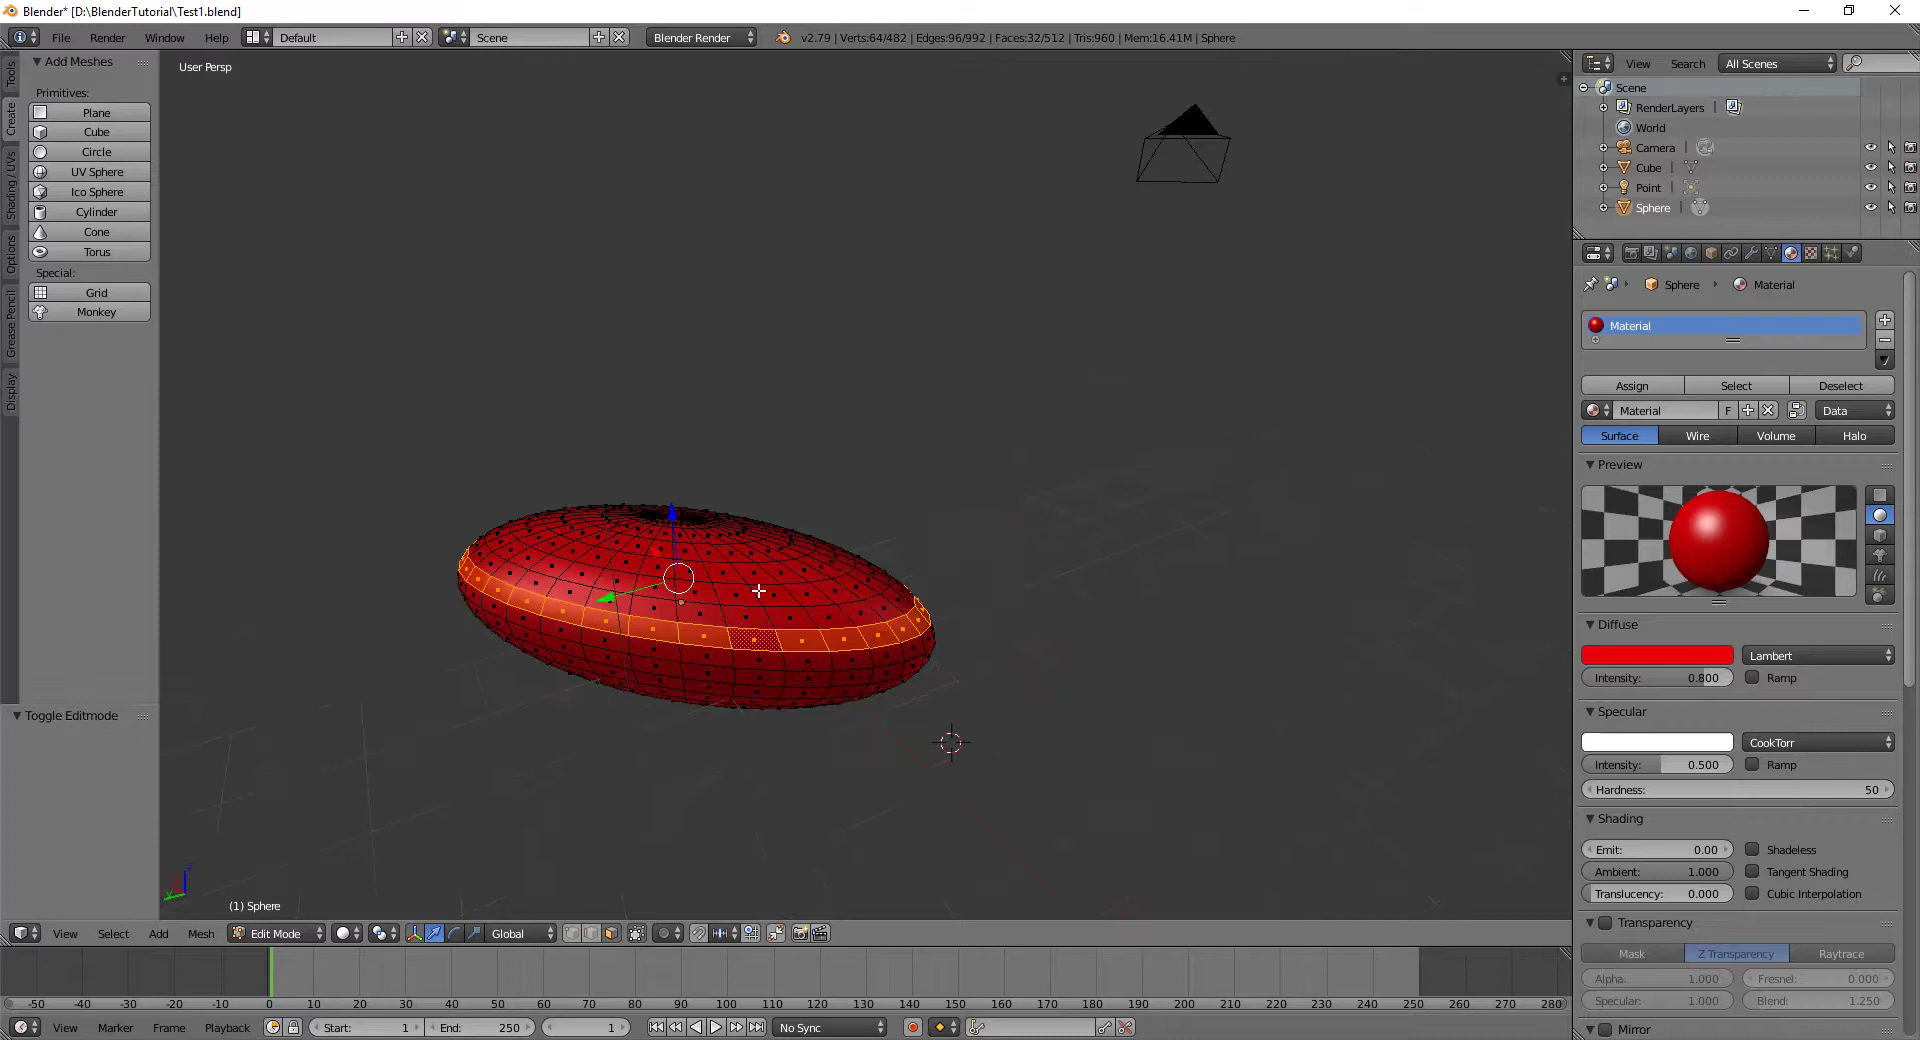 Blender* [D:\BlenderTutorial\Test1.blend]
File Render Window Help Default Scene Blender Render v2.79 | Verts:64/482 | Edges:96/992 | Faces:32/512 | Tris:960 | Mem:16.41M | Sphere
Add Meshes
Primitives:
Plane
Cube
Circle
UV Sphere
Ico Sphere
Cylinder
Cone
Torus
Special:
Grid
Monkey
Tools
Create
Shading / UVs
Options
Grease Pencil
Display
Toggle Editmode
User Persp
(1) Sphere
View Select Add Mesh Edit Mode Global
-50 -40 -30 -20 -10 0 10 20 30 40 50 60 70 80 90 100 110 120 130 140 150 160 170 180 190 200 210 220 230 240 250 260 270 280
View Marker Frame Playback Start: 1 End: 250 1 No Sync
View Search All Scenes
Scene
RenderLayers
World
Camera
Cube
Point
Sphere
Sphere Material
Material
Assign Select Deselect
Material F Data
Surface Wire Volume Halo
Preview
Diffuse
Lambert
Intensity: 0.800 Ramp
Specular
CookTorr
Intensity: 0.500 Ramp
Hardness: 50
Shading
Emit: 0.00 Shadeless
Ambient: 1.000 Tangent Shading
Translucency: 0.000 Cubic Interpolation
Transparency
Mask Z Transparency Raytrace
Alpha: 1.000 Fresnel: 0.000
Specular: 1.000 Blend: 1.250
Mirror